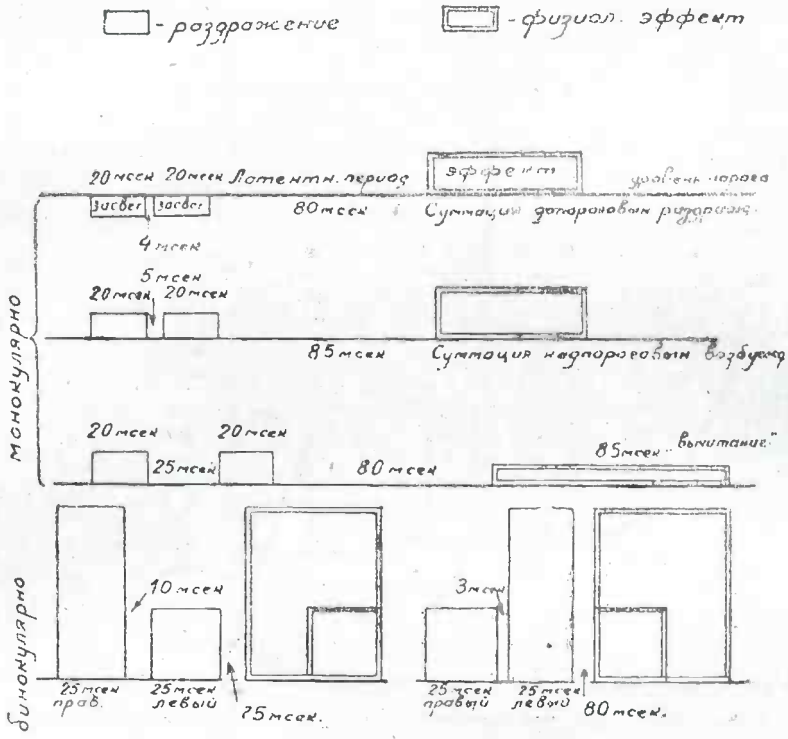 - раздражение
- физиол. эффект
20 мсек 20 мсек Латентн. период эффект уровень порога
засвет засвет 80 мсек Суммация допороговых раздраж.
4 мсек
5 мсек
20 мсек 20 мсек
85 мсек Суммация надпороговых возбужд
20 мсек 20 мсек
25 мсек 80 мсек 85 мсек "вычитание"
монокулярно
10 мсек 3 мсек
25 мсек 25 мсек 25 мсек 25 мсек
прав. левый правый левый
75 мсек. 80 мсек.
бинокулярно